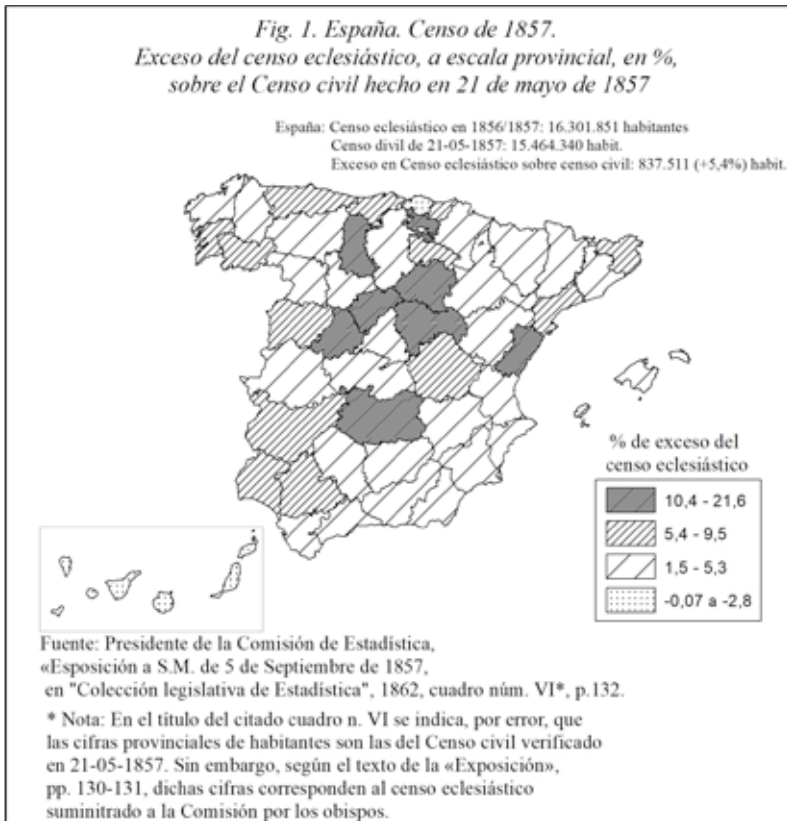 Fig. 1. España. Censo de 1857.
Exceso del censo eclesiástico, a escala provincial, en %,
sobre el Censo civil hecho en 21 de mayo de 1857
España: Censo eclesiástico en 1856/1857: 16.301.851 habitantes
Censo divil de 21-05-1857: 15.464.340 habit.
Exceso en Censo eclesiástico sobre censo civil: 837.511 (+5,4%) habit.
% de exceso del
censo eclesiástico
10,4 - 21,6
5,4 - 9,5
1,5 - 5,3
-0,07 a -2,8
Fuente: Presidente de la Comisión de Estadística,
«Esposición a S.M. de 5 de Septiembre de 1857,
en "Colección legislativa de Estadística", 1862, cuadro núm. VI*, p.132.
* Nota: En el título del citado cuadro n. VI se indica, por error, que
las cifras provinciales de habitantes son las del Censo civil verificado
en 21-05-1857. Sin embargo, según el texto de la «Exposición»,
pp. 130-131, dichas cifras corresponden al censo eclesiástico
suminitrado a la Comisión por los obispos.